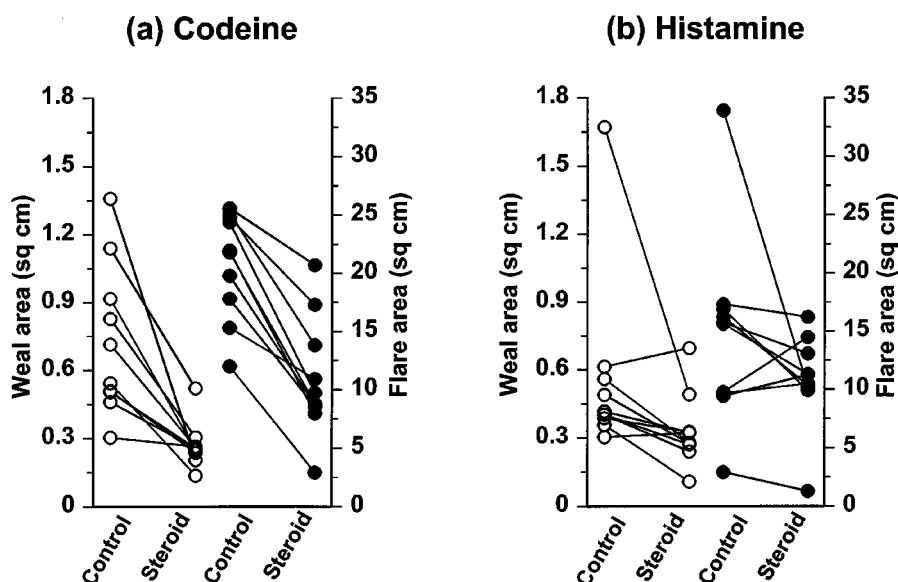 (a) Codeine
(b) Histamine
Weal area (sq cm)
1.8
1.5
1.2
0.9
0.6
0.3
0
35
30
25
20
15
10
5
0
Flare area (sq cm)
Control
Steroid
Control
Steroid
Weal area (sq cm)
1.8
1.5
1.2
0.9
0.6
0.3
0
35
30
25
20
15
10
5
0
Flare area (sq cm)
Control
Steroid
Control
Steroid